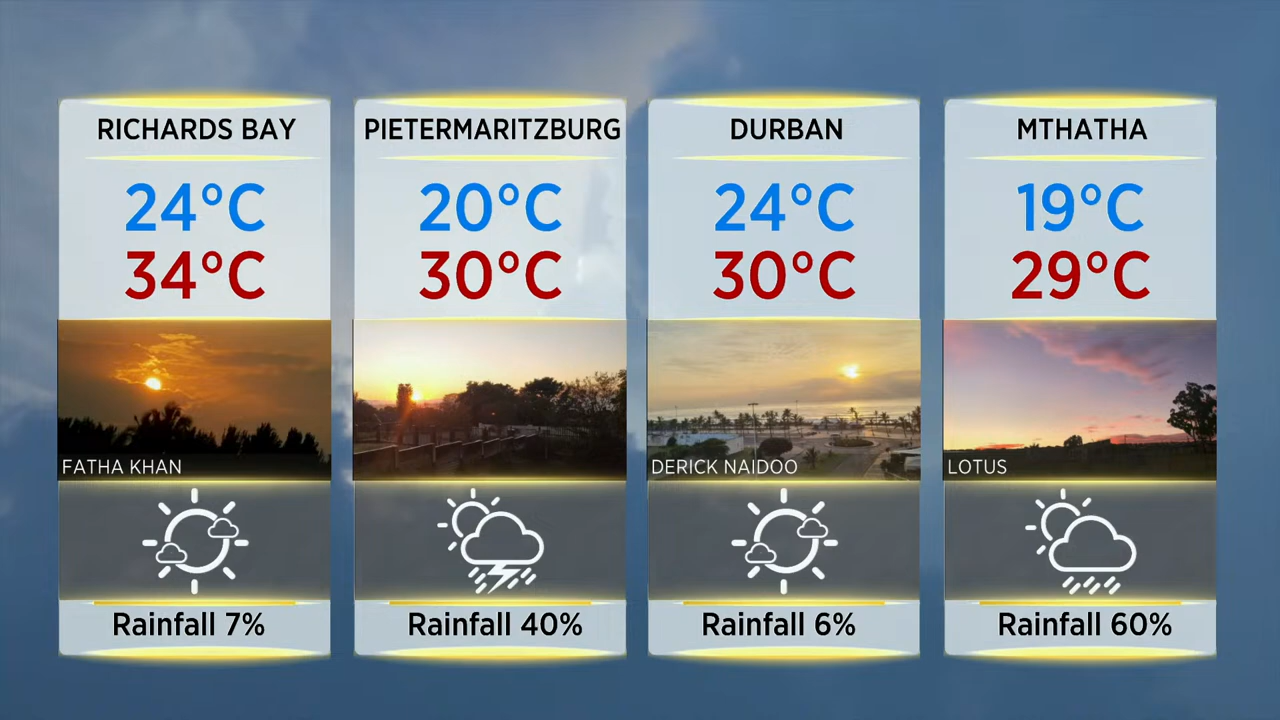 RICHARDS BAY
24°C
34°C
FATHA KHAN
Rainfall 7%
PIETERMARITZBURG
20°C
30°C
Rainfall 40%
DURBAN
24°C
30°C
DERICK NAIDOO
Rainfall 6%
MTHATHA
19°C
29°C
LOTUS
Rainfall 60%